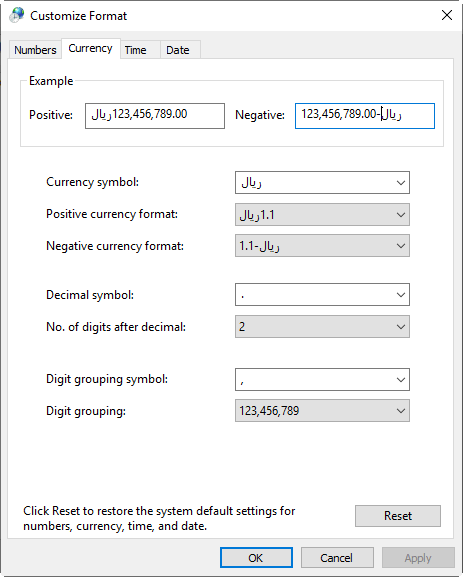 Customize Format
Numbers Currency Time Date
Example
Positive: ريال123,456,789.00 Negative: 123,456,789.00-ريال
Currency symbol: ريال
Positive currency format: ريال1.1
Negative currency format: 1.1-ريال
Decimal symbol: .
No. of digits after decimal: 2
Digit grouping symbol: ,
Digit grouping: 123,456,789
Click Reset to restore the system default settings for
numbers, currency, time, and date.
Reset
OK Cancel Apply